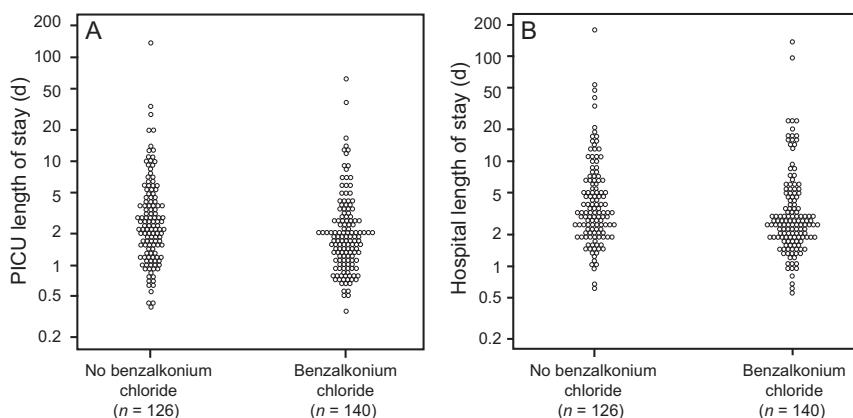 A
PICU length of stay (d)
200
100
50
20
10
5
2
1
0.5
0.2
No benzalkonium
chloride
(n = 126)
Benzalkonium
chloride
(n = 140)
B
Hospital length of stay (d)
200
100
50
20
10
5
2
1
0.5
0.2
No benzalkonium
chloride
(n = 126)
Benzalkonium
chloride
(n = 140)